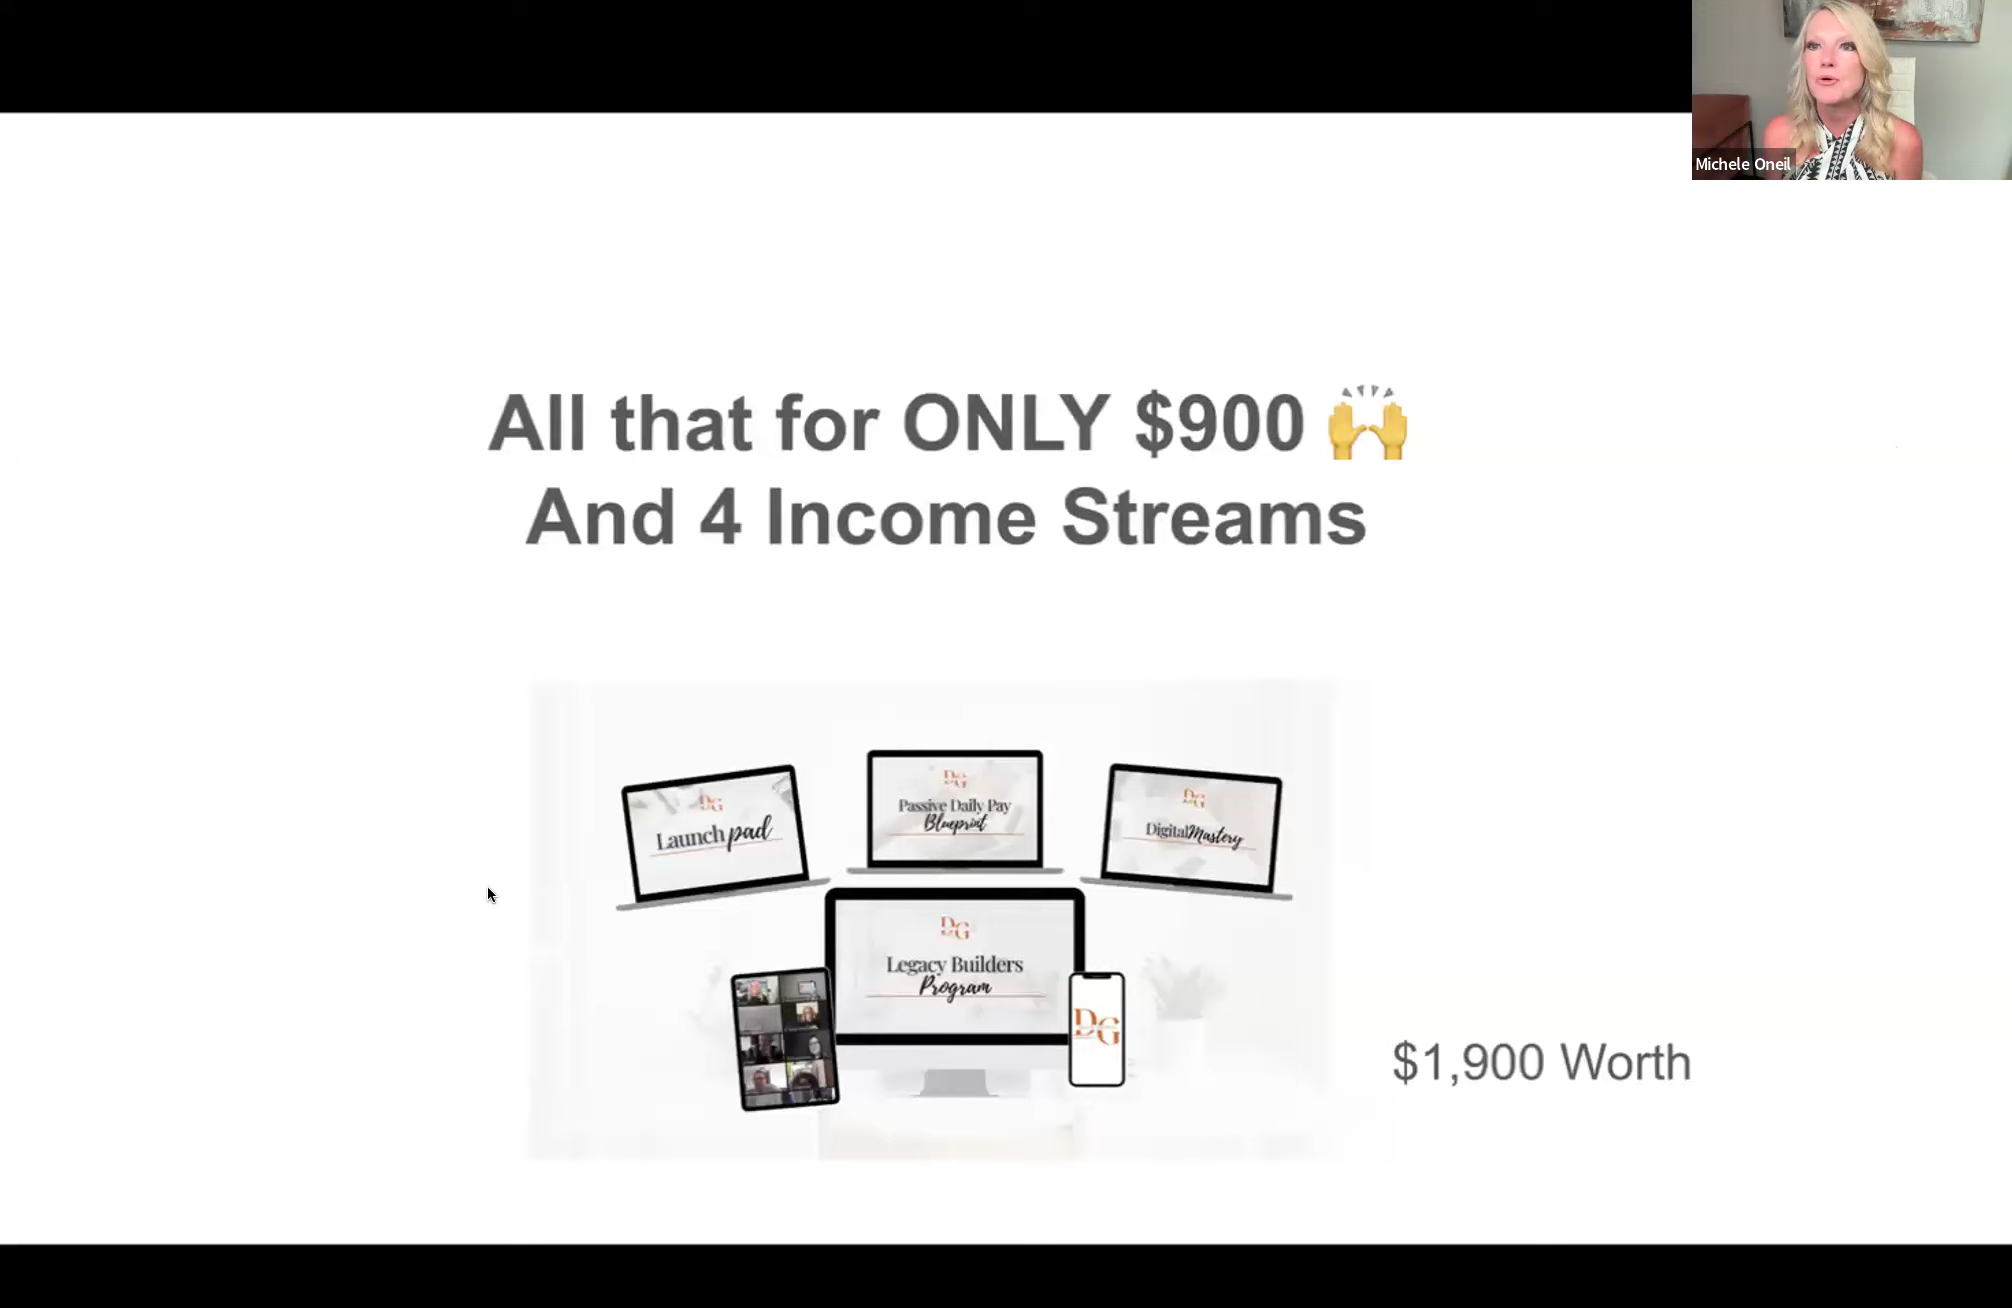 Michele Oneil
All that for ONLY $900 🙌
And 4 Income Streams
DG
Launch pad
DG
Passive Daily Pay
Blueprint
DG
DigitalMastery
DG
Legacy Builders
Program
DG
$1,900 Worth